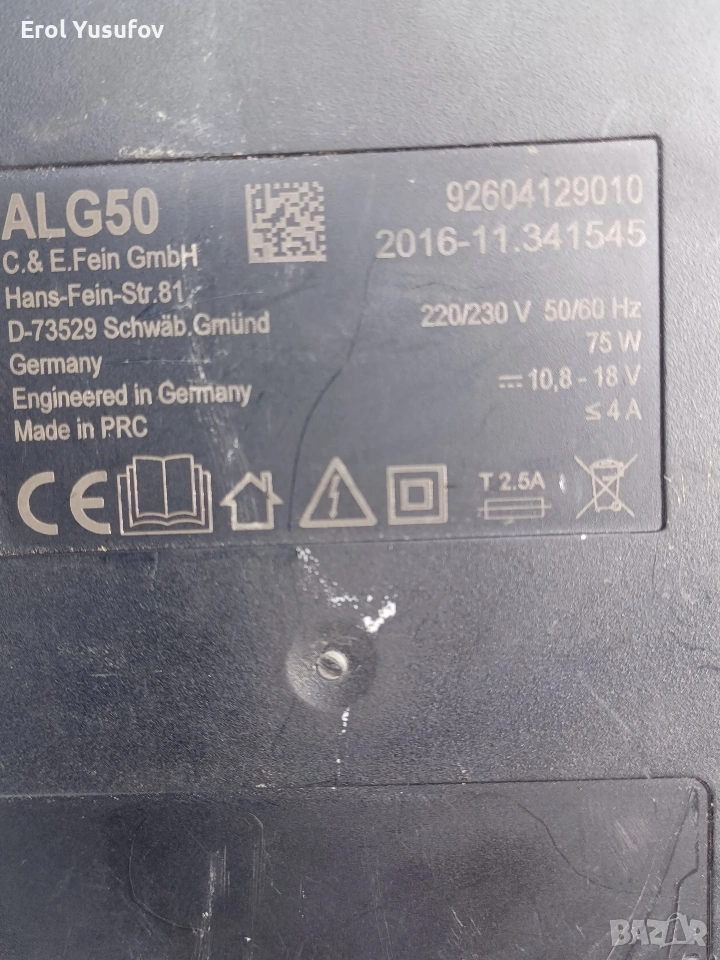 Erol Yusufov
ALG50
C.& E.Fein GmbH
Hans-Fein-Str.81
D-73529 Schwäb.Gmünd
Germany
Engineered in Germany
Made in PRC
92604129010
2016-11.341545
220/230 V 50/60 Hz
75 W
10,8 - 18 V
≤ 4 A
CE
T 2.5A
BAZAR